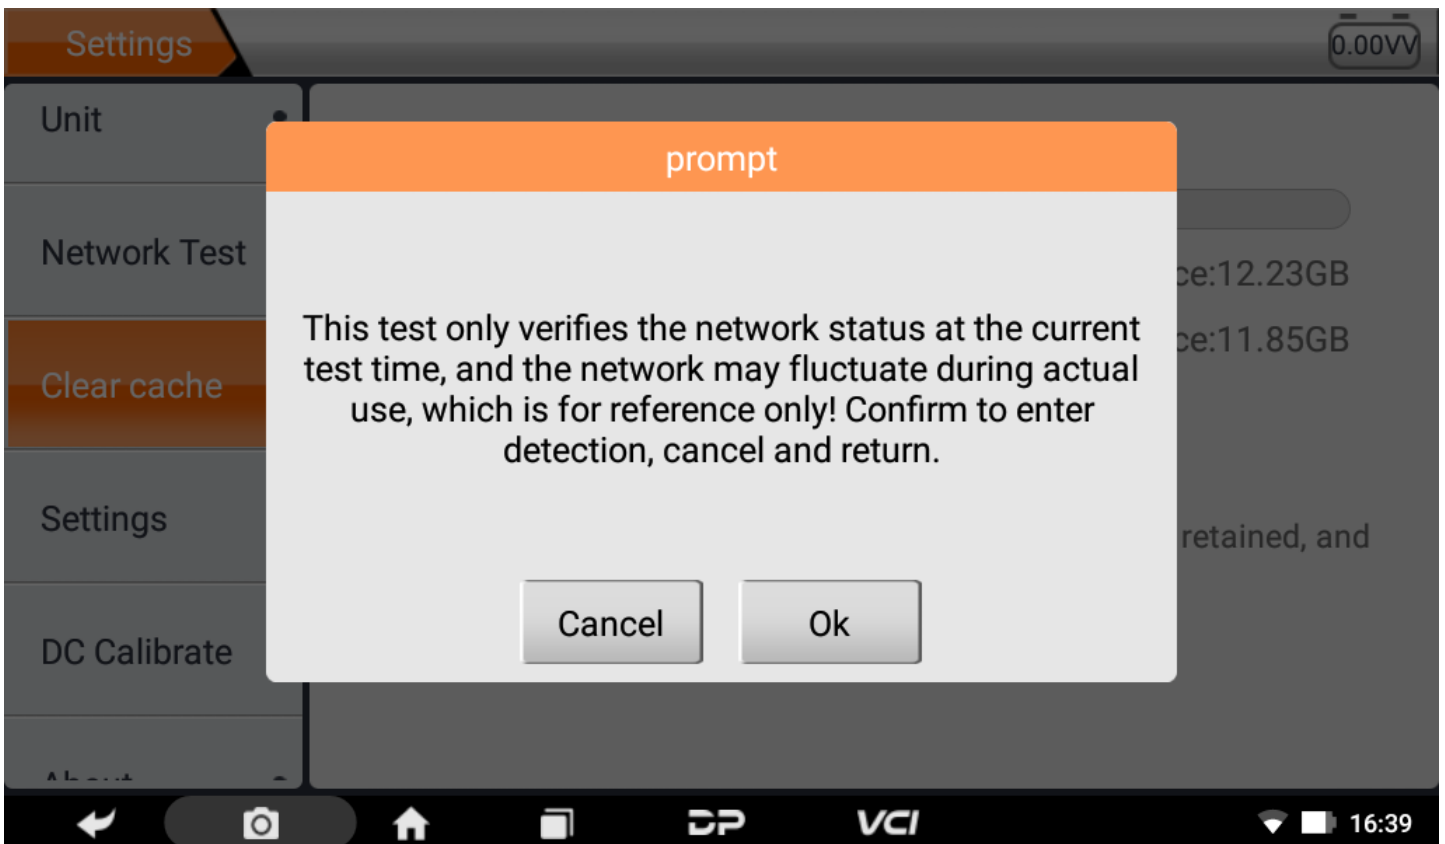 Settings
0.00VV
Unit
prompt
Network Test
ce:12.23GB
This test only verifies the network status at the current
ce:11.85GB
test time, and the network may fluctuate during actual
Clear cache
use, which is for reference only! Confirm to enter
detection, cancel and return.
Settings
retained, and
Cancel
Ok
DC Calibrate
About
DP
VCI
16:39